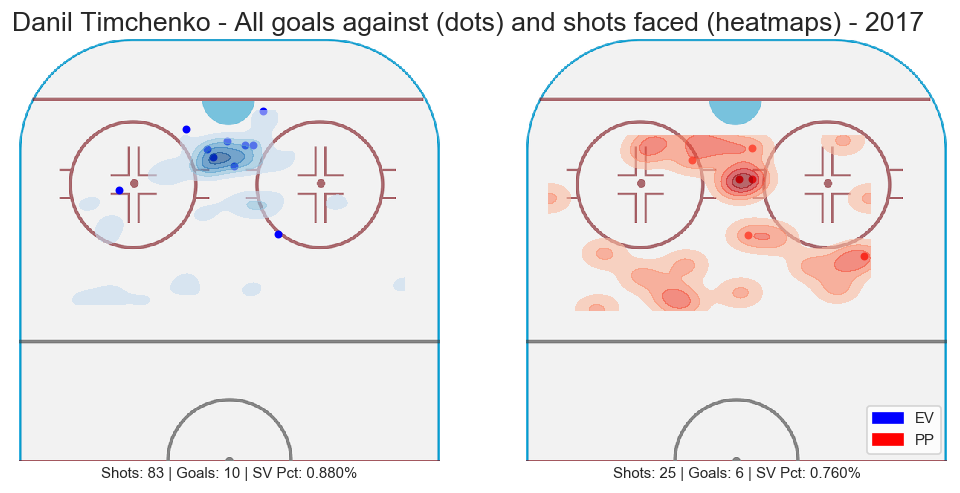 Danil Timchenko - All goals against (dots) and shots faced (heatmaps) - 2017
EV
PP
Shots: 83 | Goals: 10 | SV Pct: 0.880%
Shots: 25 | Goals: 6 | SV Pct: 0.760%